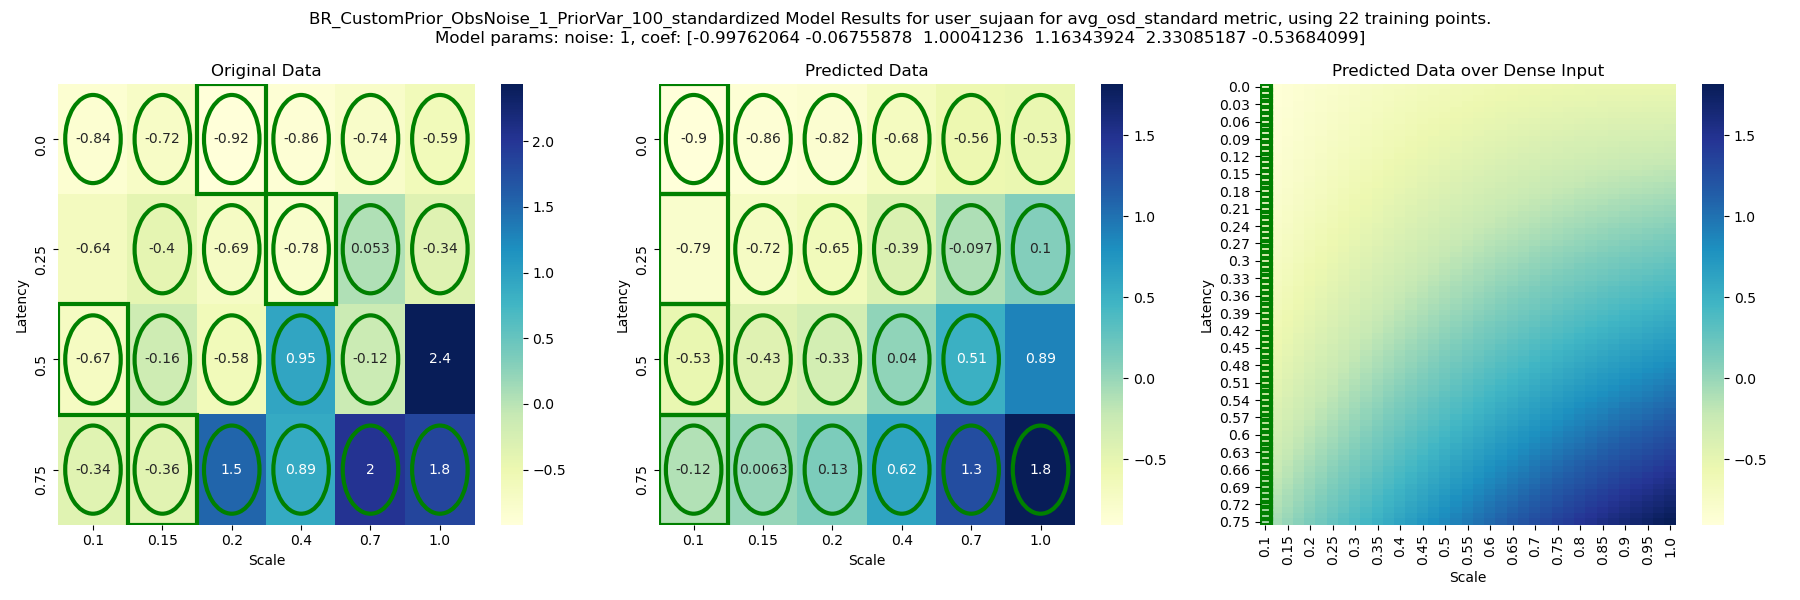 BR_CustomPrior_ObsNoise_1_PriorVar_100_standardized Model Results for user_sujaan for avg_osd_standard metric, using 22 training points.
Model params: noise: 1, coef: [-0.99762064 -0.06755878  1.00041236  1.16343924  2.33085187 -0.53684099]
Original Data
Latency
0.0
-0.84 -0.72 -0.92 -0.86 -0.74 -0.59
0.25
-0.64 -0.4 -0.69 -0.78 0.053 -0.34
0.5
-0.67 -0.16 -0.58 0.95 -0.12 2.4
0.75
-0.34 -0.36 1.5 0.89 2 1.8
0.1 0.15 0.2 0.4 0.7 1.0
Scale
2.0
1.5
1.0
0.5
0.0
−0.5
Predicted Data
Latency
0.0
-0.9 -0.86 -0.82 -0.68 -0.56 -0.53
0.25
-0.79 -0.72 -0.65 -0.39 -0.097 0.1
0.5
-0.53 -0.43 -0.33 0.04 0.51 0.89
0.75
-0.12 0.0063 0.13 0.62 1.3 1.8
0.1 0.15 0.2 0.4 0.7 1.0
Scale
1.5
1.0
0.5
0.0
−0.5
Predicted Data over Dense Input
Latency
0.0
0.03
0.06
0.09
0.12
0.15
0.18
0.21
0.24
0.27
0.3
0.33
0.36
0.39
0.42
0.45
0.48
0.51
0.54
0.57
0.6
0.63
0.66
0.69
0.72
0.75
0.1 0.15 0.2 0.25 0.3 0.35 0.4 0.45 0.5 0.55 0.6 0.65 0.7 0.75 0.8 0.85 0.9 0.95 1.0
Scale
1.5
1.0
0.5
0.0
−0.5